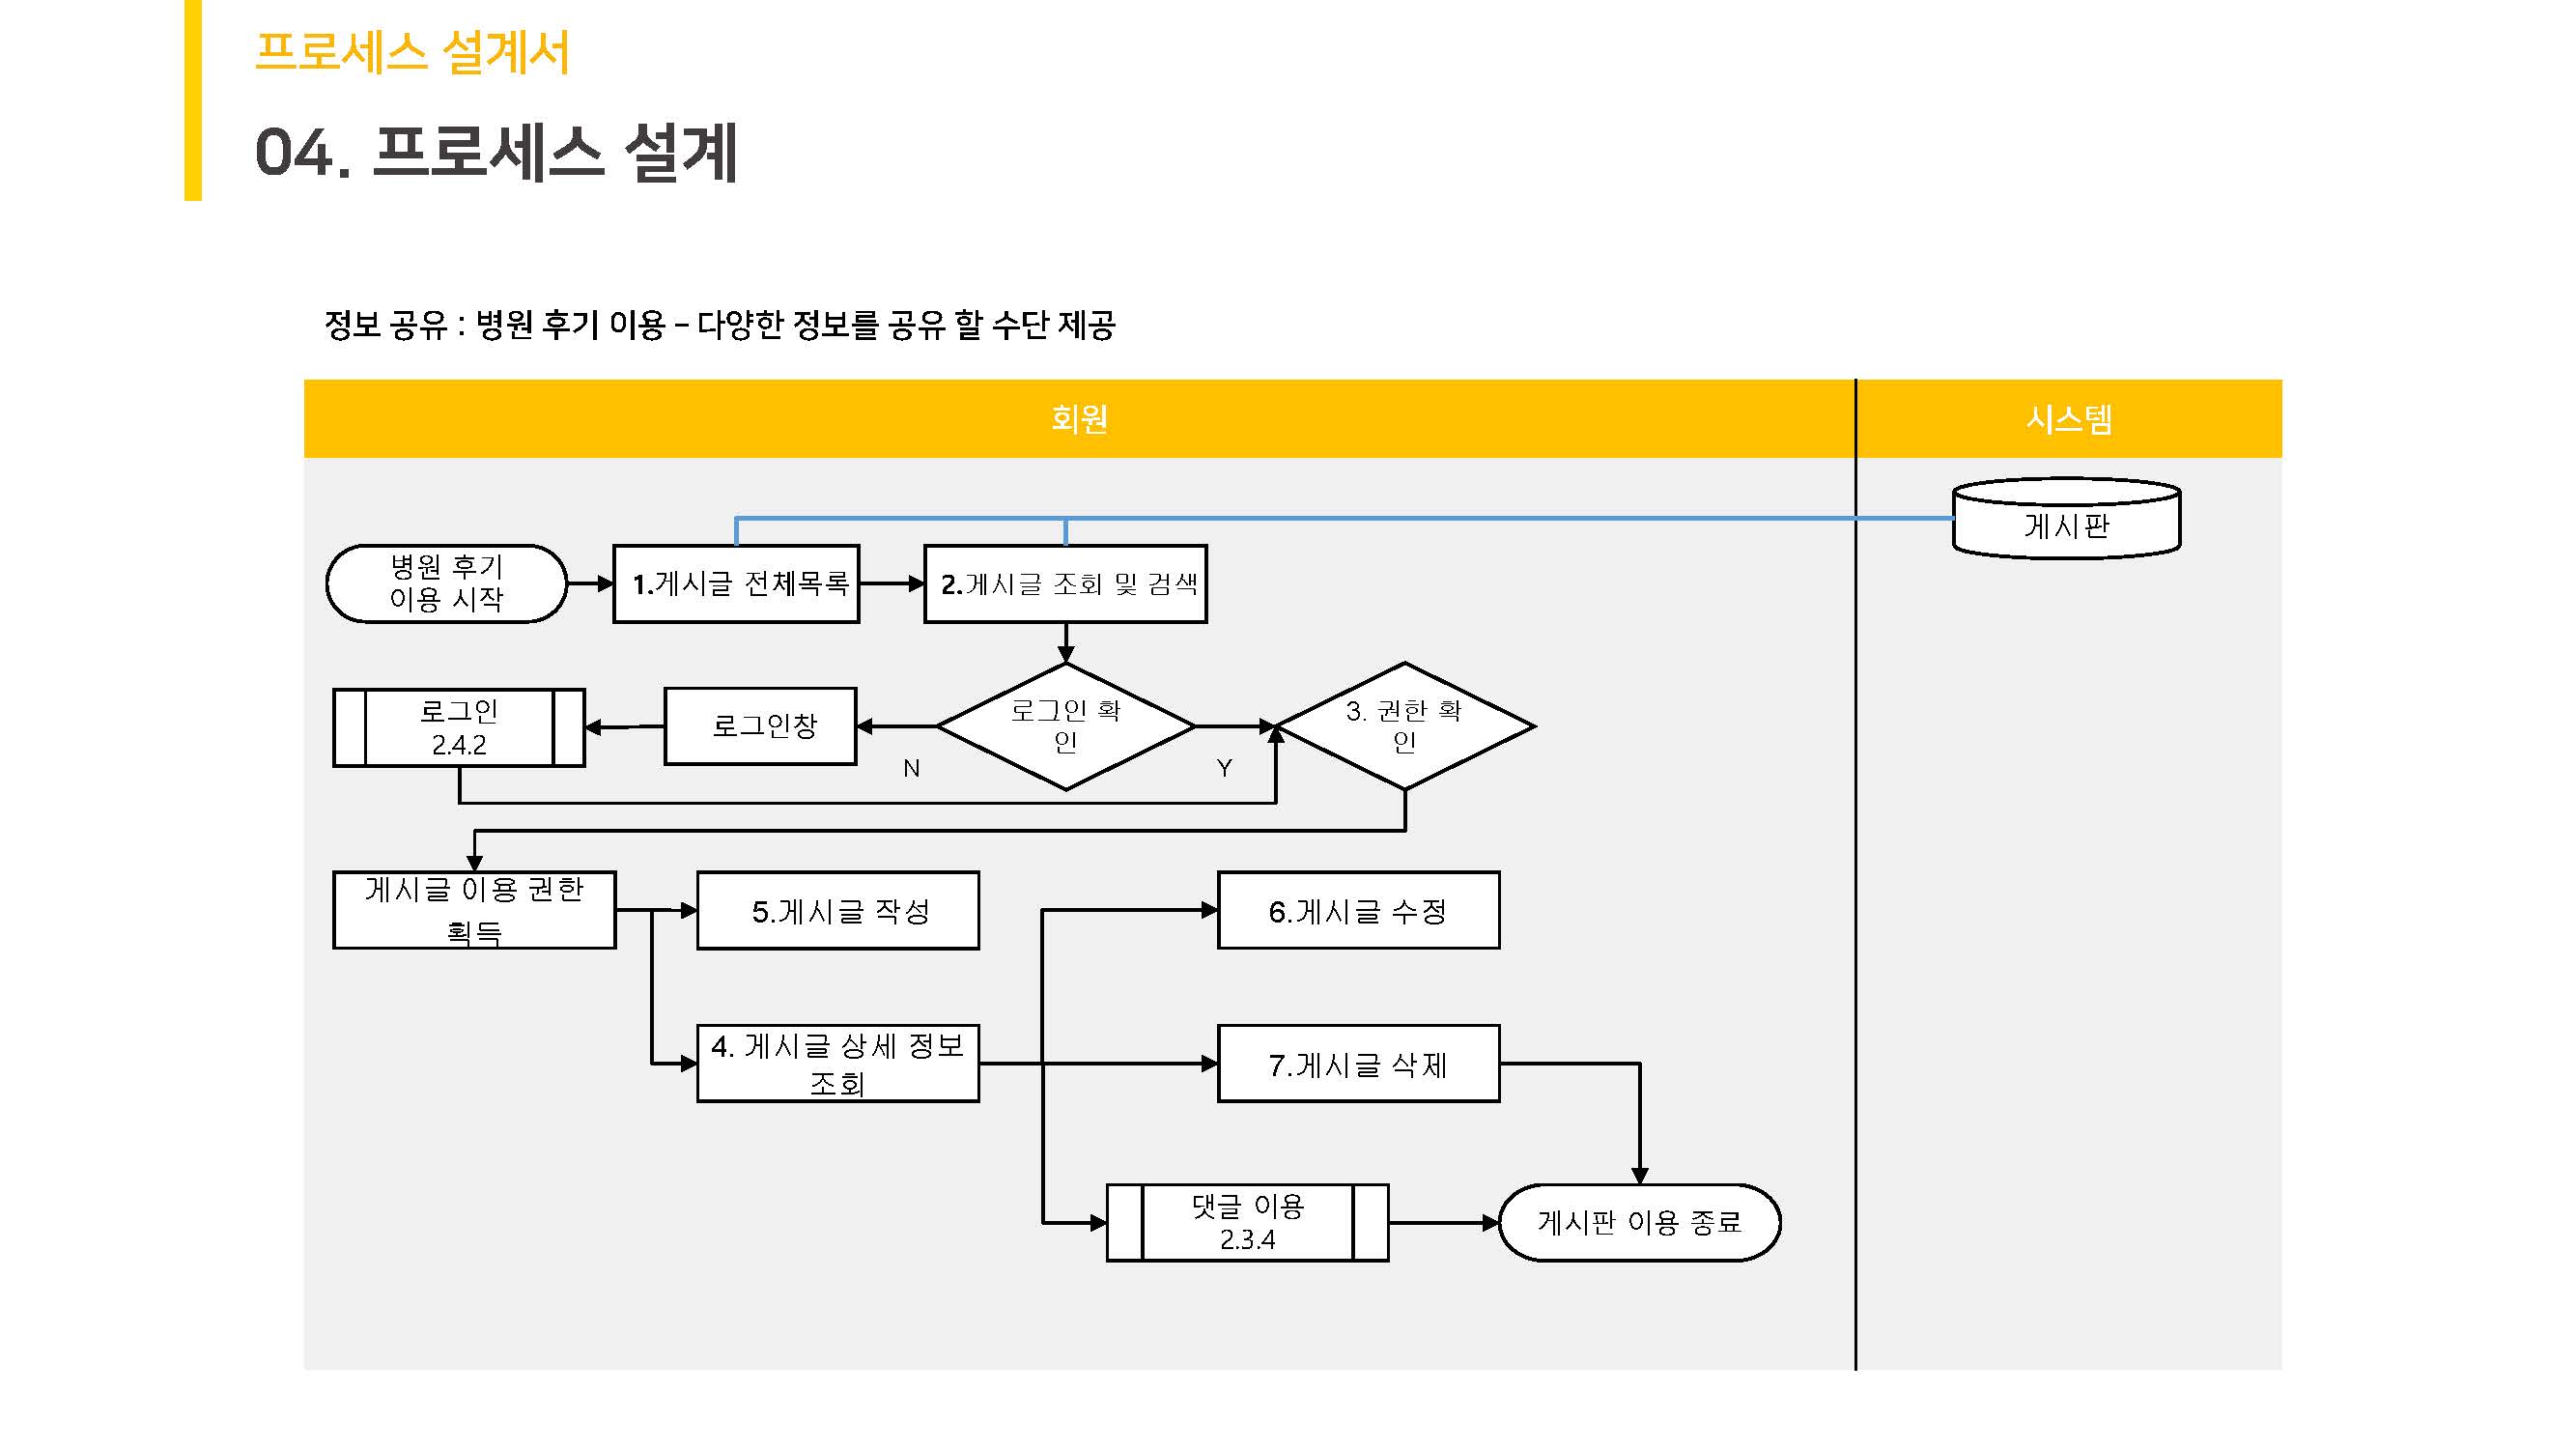 프로세스 설계서
04. 프로세스 설계
정보 공유 : 병원 후기 이용 – 다양한 정보를 공유 할 수단 제공
회원
시스템
게시판
병원 후기
이용 시작
1.게시글 전체목록
2.게시글 조회 및 검색
로그인
2.4.2
로그인창
로그인 확
인
3. 권한 확
인
N
Y
게시글 이용 권한
획득
5.게시글 작성
6.게시글 수정
4. 게시글 상세 정보
조회
7.게시글 삭제
댓글 이용
2.3.4
게시판 이용 종료